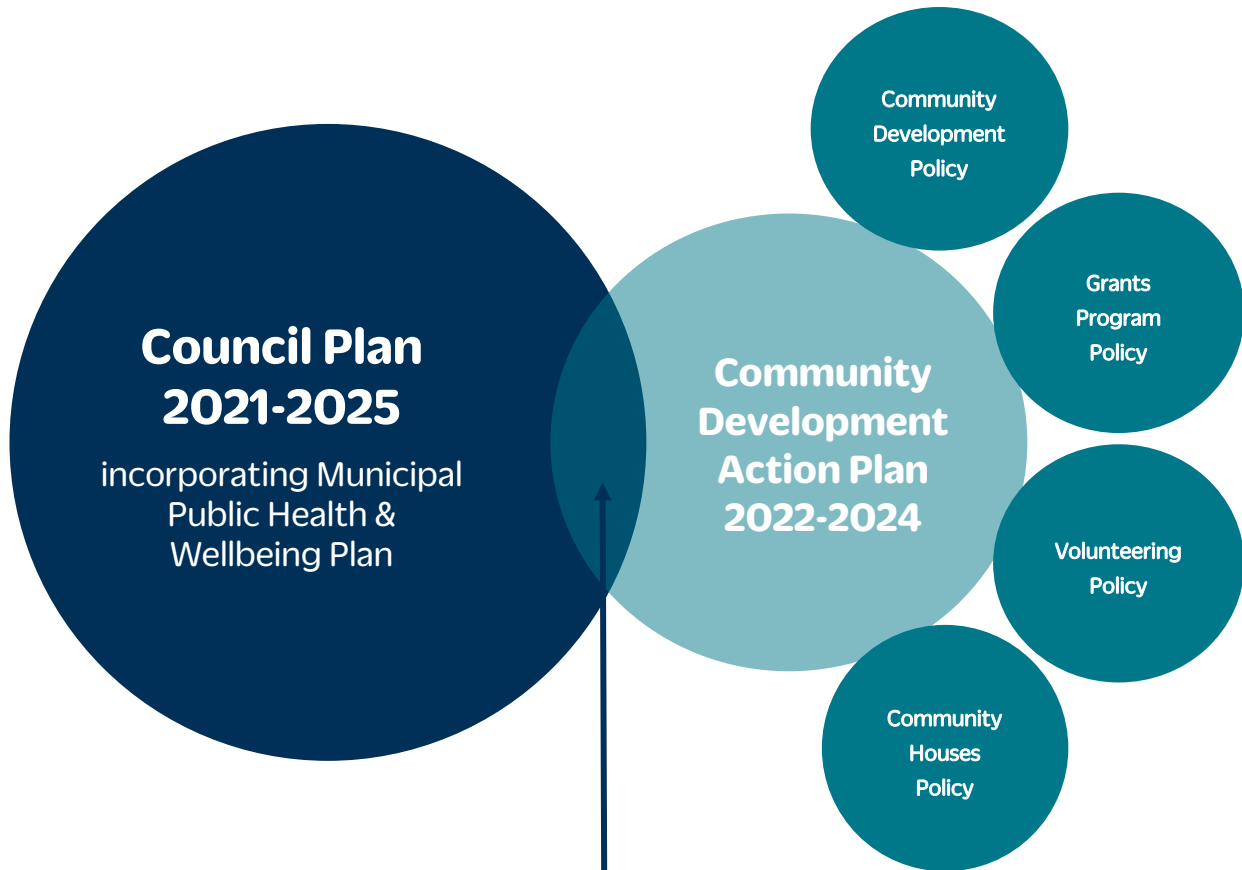 Council Plan
2021-2025
incorporating Municipal
Public Health &
Wellbeing Plan
Community
Development
Action Plan
2022-2024
Community
Development
Policy
Grants
Program
Policy
Volunteering
Policy
Community
Houses
Policy